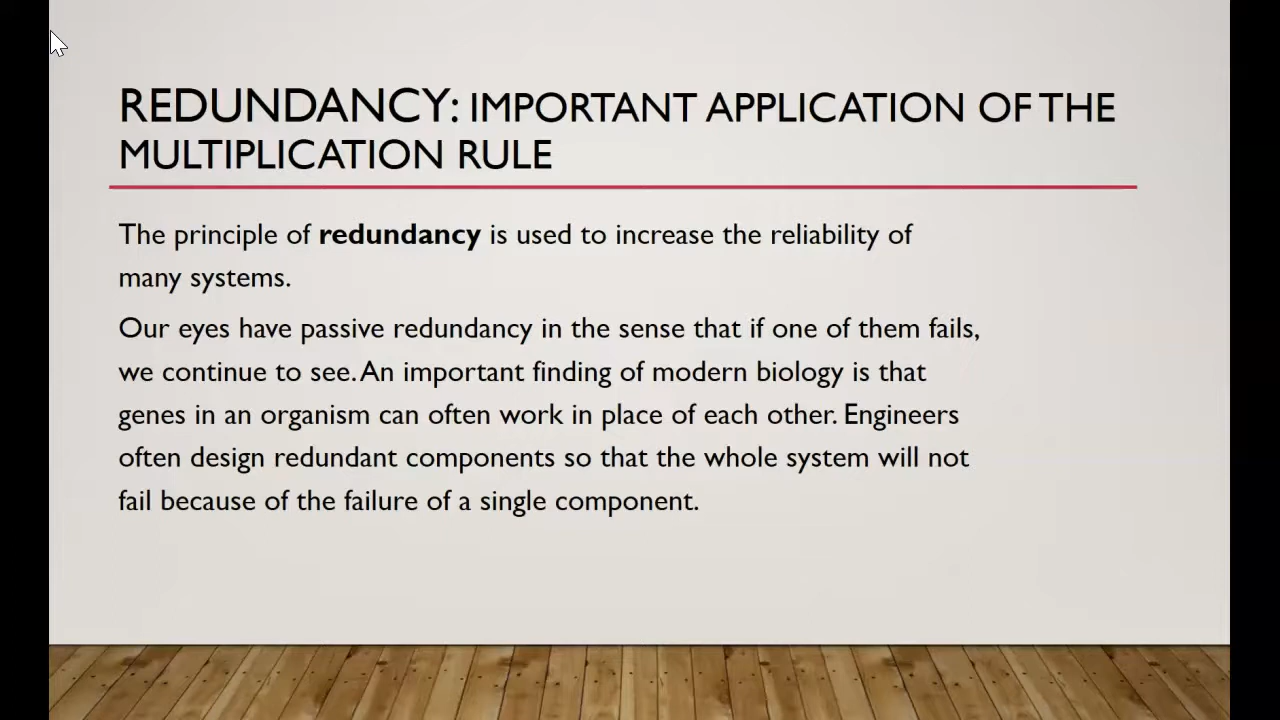 REDUNDANCY: IMPORTANT APPLICATION OF THE
MULTIPLICATION RULE
The principle of redundancy is used to increase the reliability of
many systems.
Our eyes have passive redundancy in the sense that if one of them fails,
we continue to see. An important finding of modern biology is that
genes in an organism can often work in place of each other. Engineers
often design redundant components so that the whole system will not
fail because of the failure of a single component.